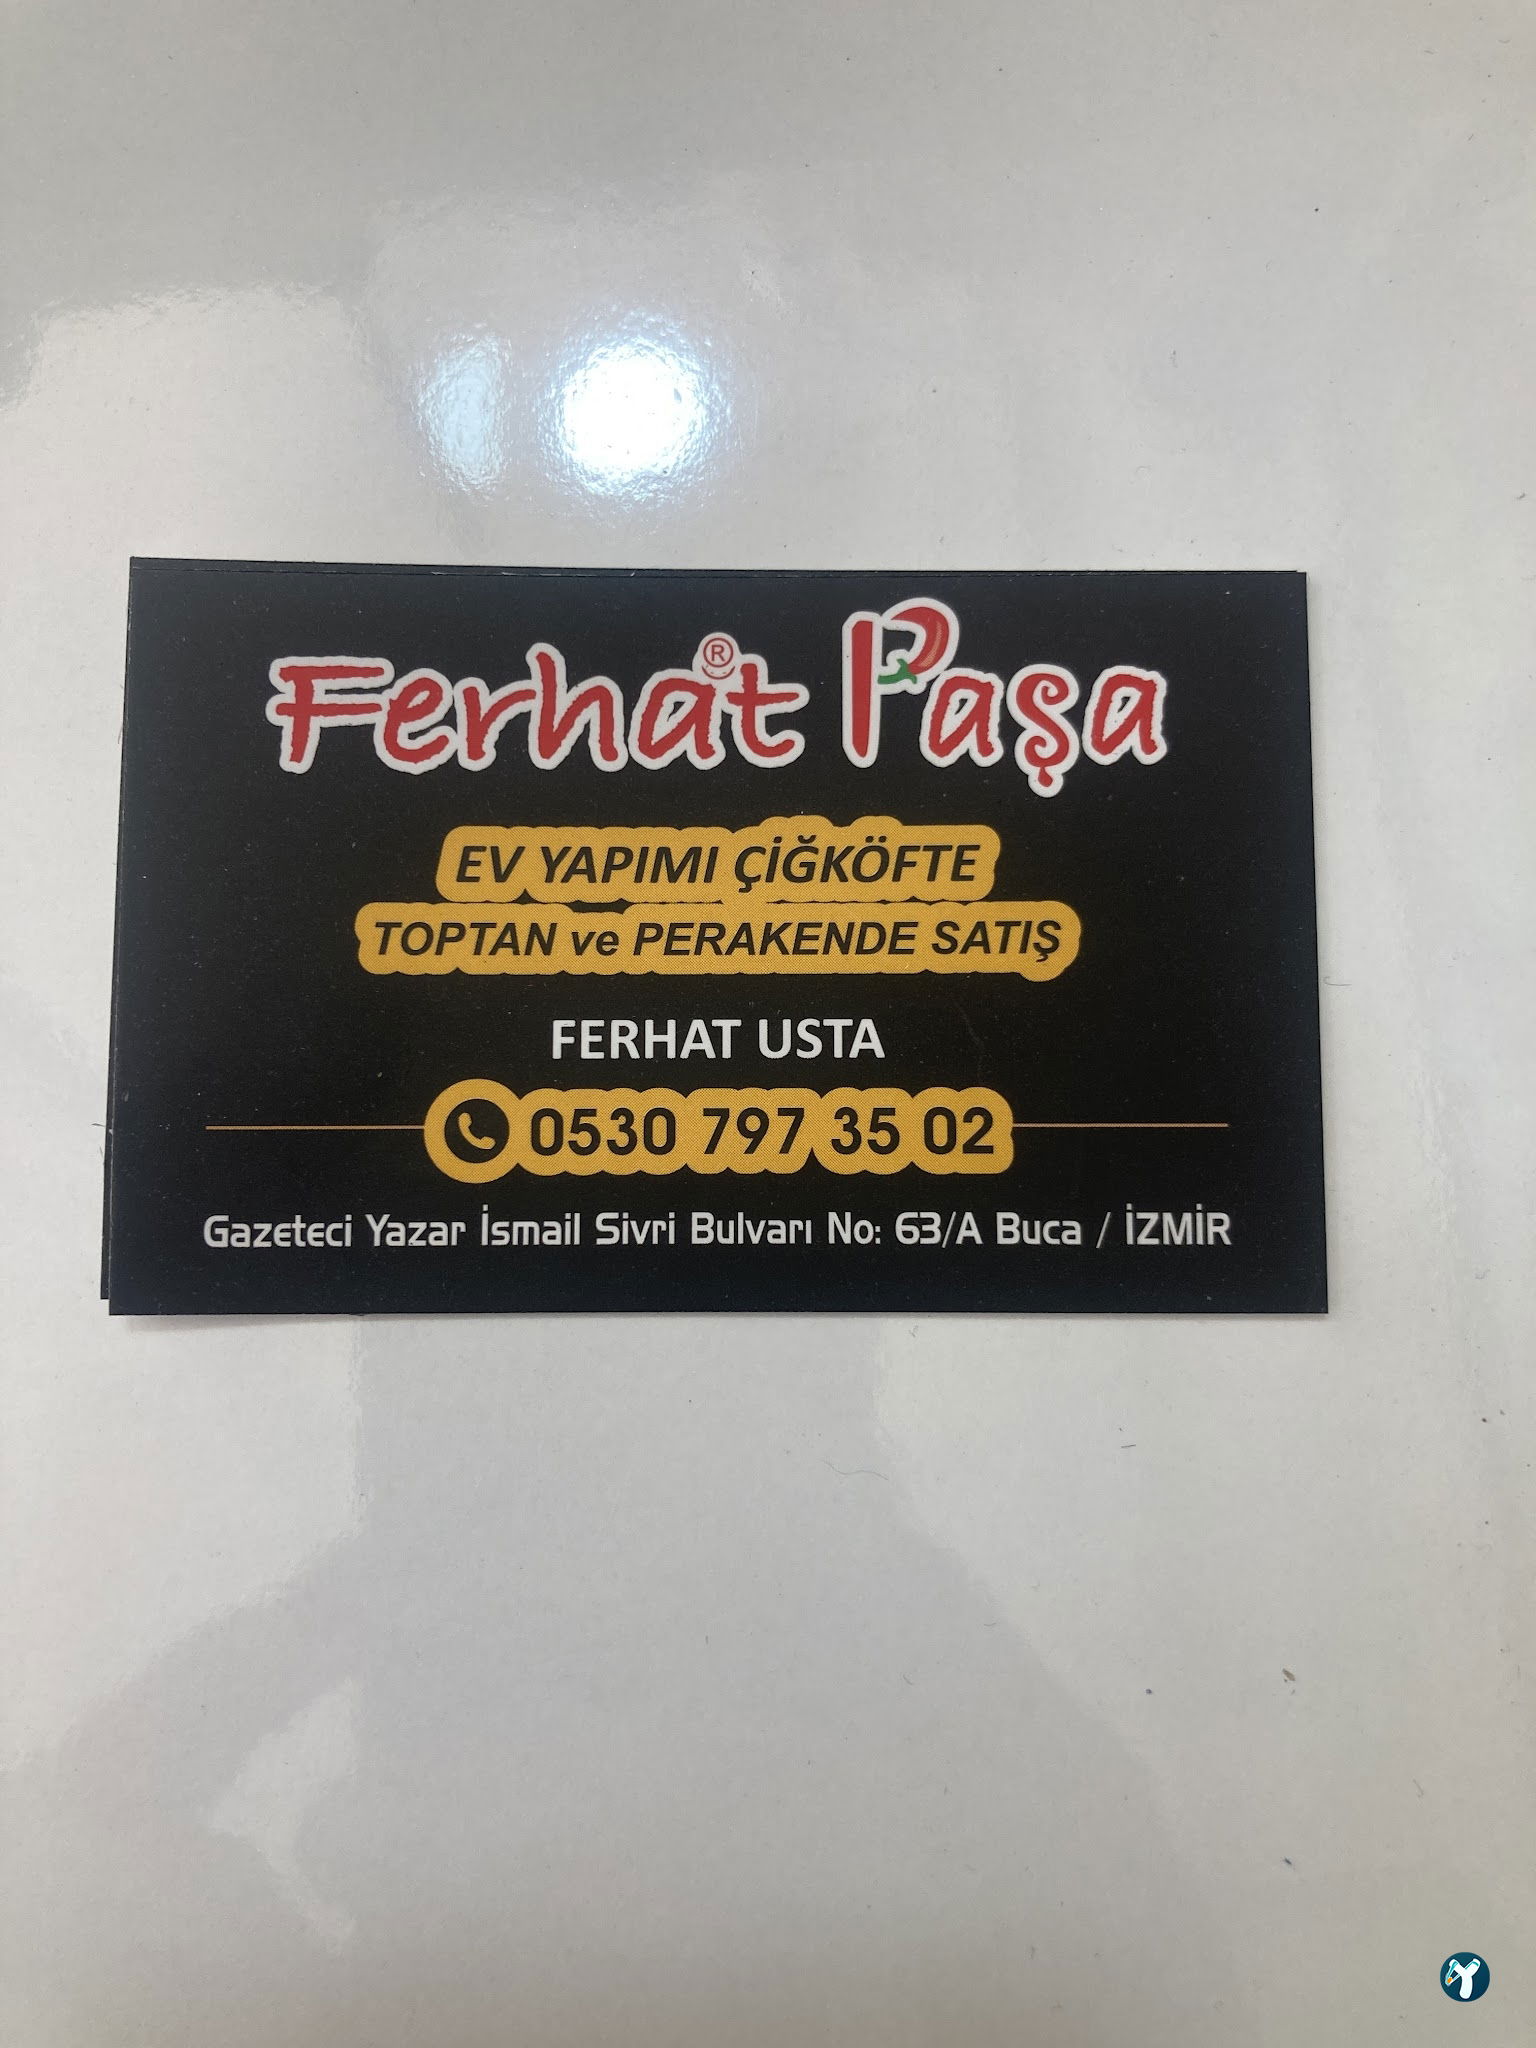 Ferhat Paşa ®
EV YAPIMI ÇİĞKÖFTE
TOPTAN ve PERAKENDE SATIŞ
FERHAT USTA
0530 797 35 02
Gazeteci Yazar İsmail Sivri Bulvarı No: 63/A Buca / İZMİR